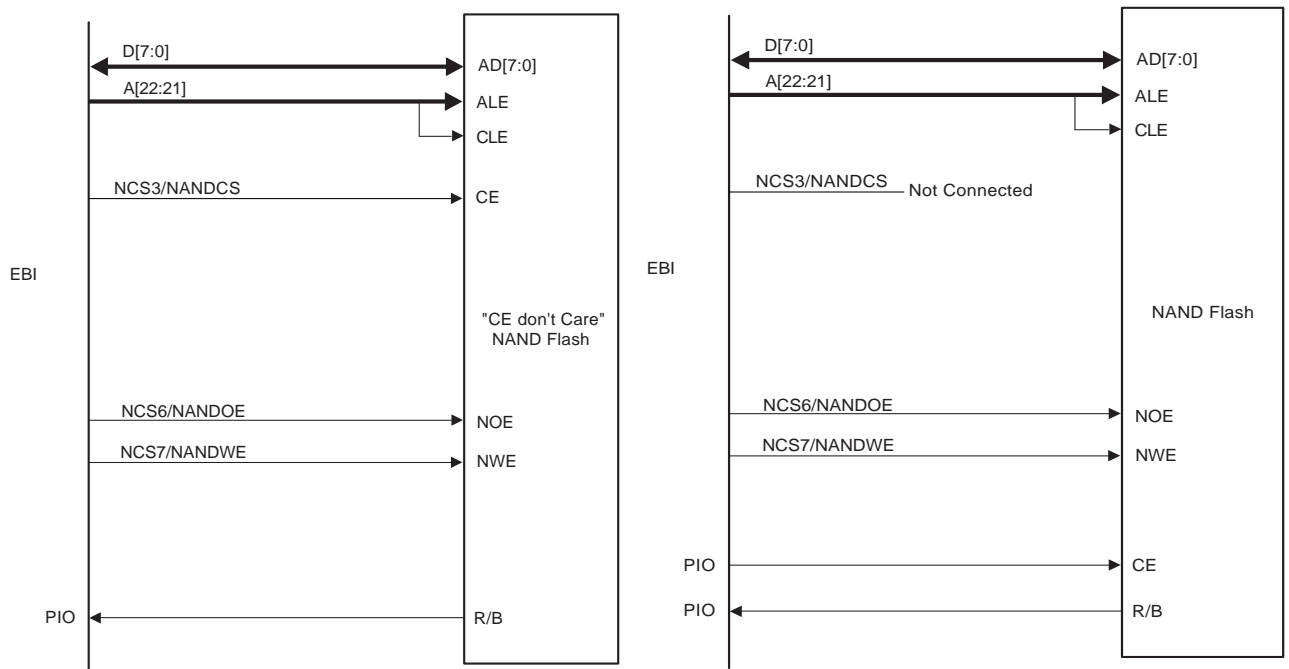 D[7:0]
AD[7:0]
A[22:21]
ALE
CLE
NCS3/NANDCS
CE
EBI
"CE don't Care"
NAND Flash
NCS6/NANDOE
NOE
NCS7/NANDWE
NWE
PIO
R/B
D[7:0]
AD[7:0]
A[22:21]
ALE
CLE
NCS3/NANDCS
Not Connected
EBI
NAND Flash
NCS6/NANDOE
NOE
NCS7/NANDWE
NWE
PIO
CE
PIO
R/B